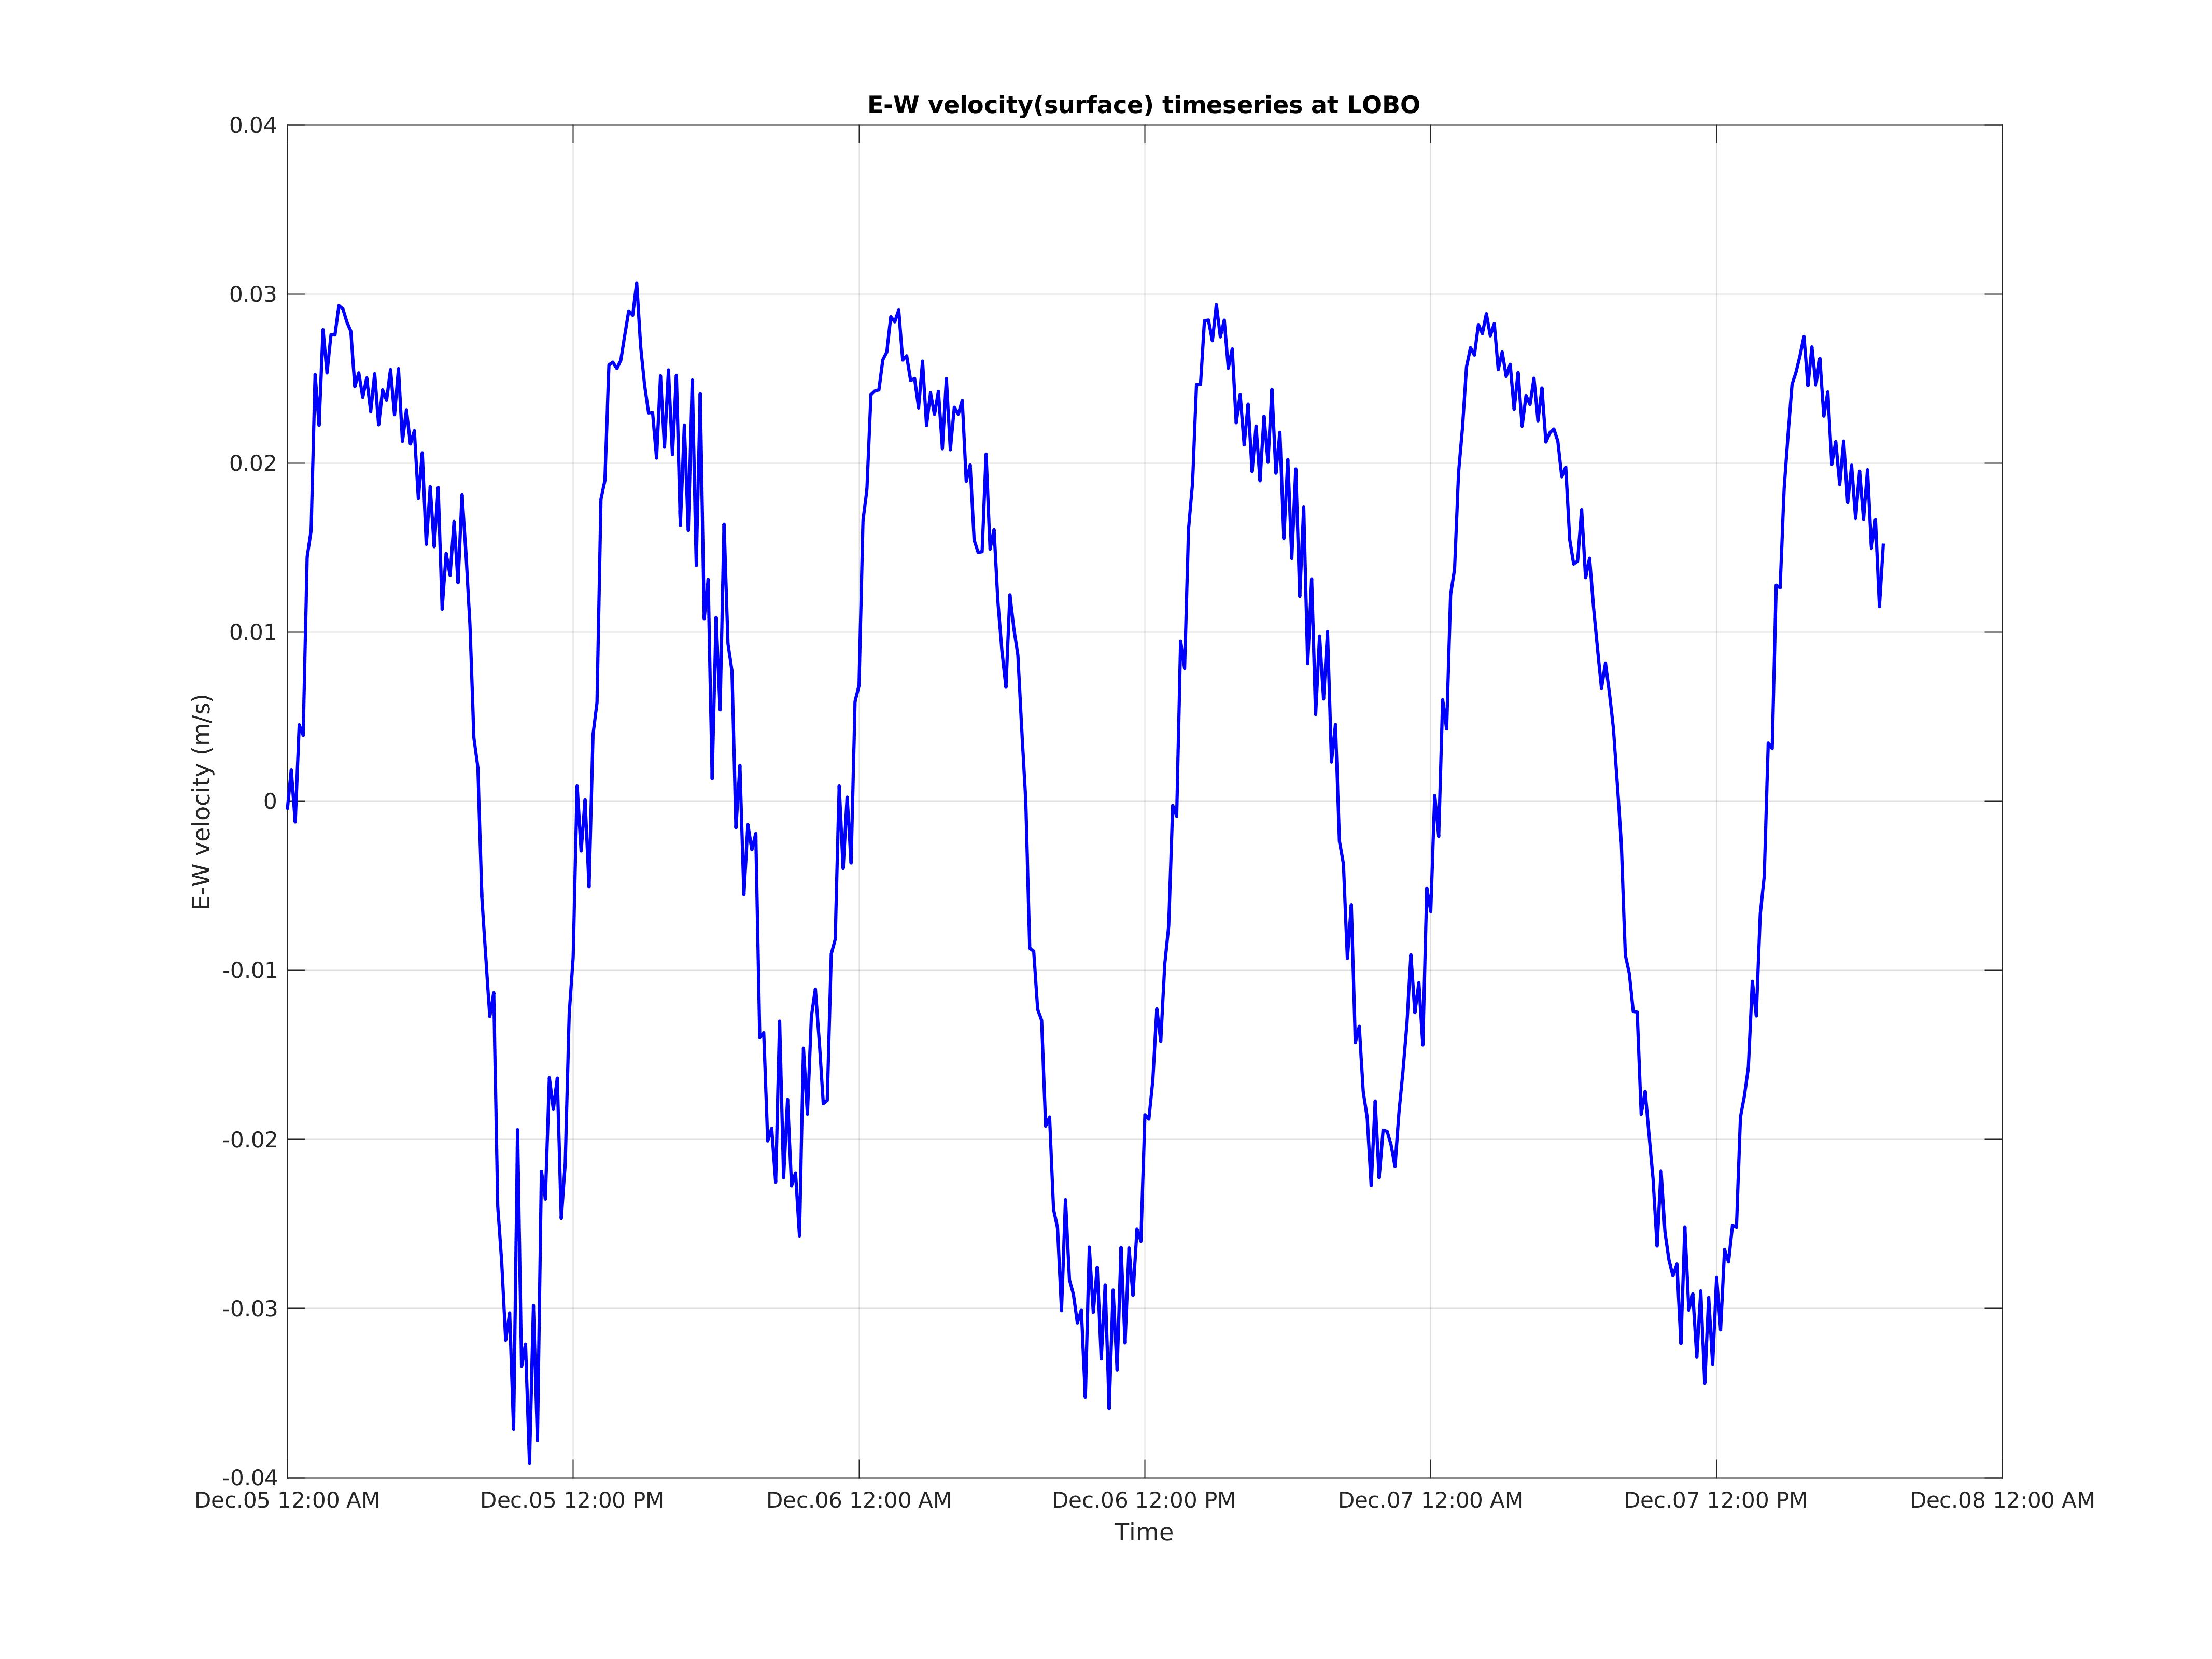 E-W velocity(surface) timeseries at LOBO
0.04
0.03
0.02
0.01
0
-0.01
-0.02
-0.03
-0.04
E-W velocity (m/s)
Dec.05 12:00 AM Dec.05 12:00 PM Dec.06 12:00 AM Dec.06 12:00 PM Dec.07 12:00 AM Dec.07 12:00 PM Dec.08 12:00 AM
Time